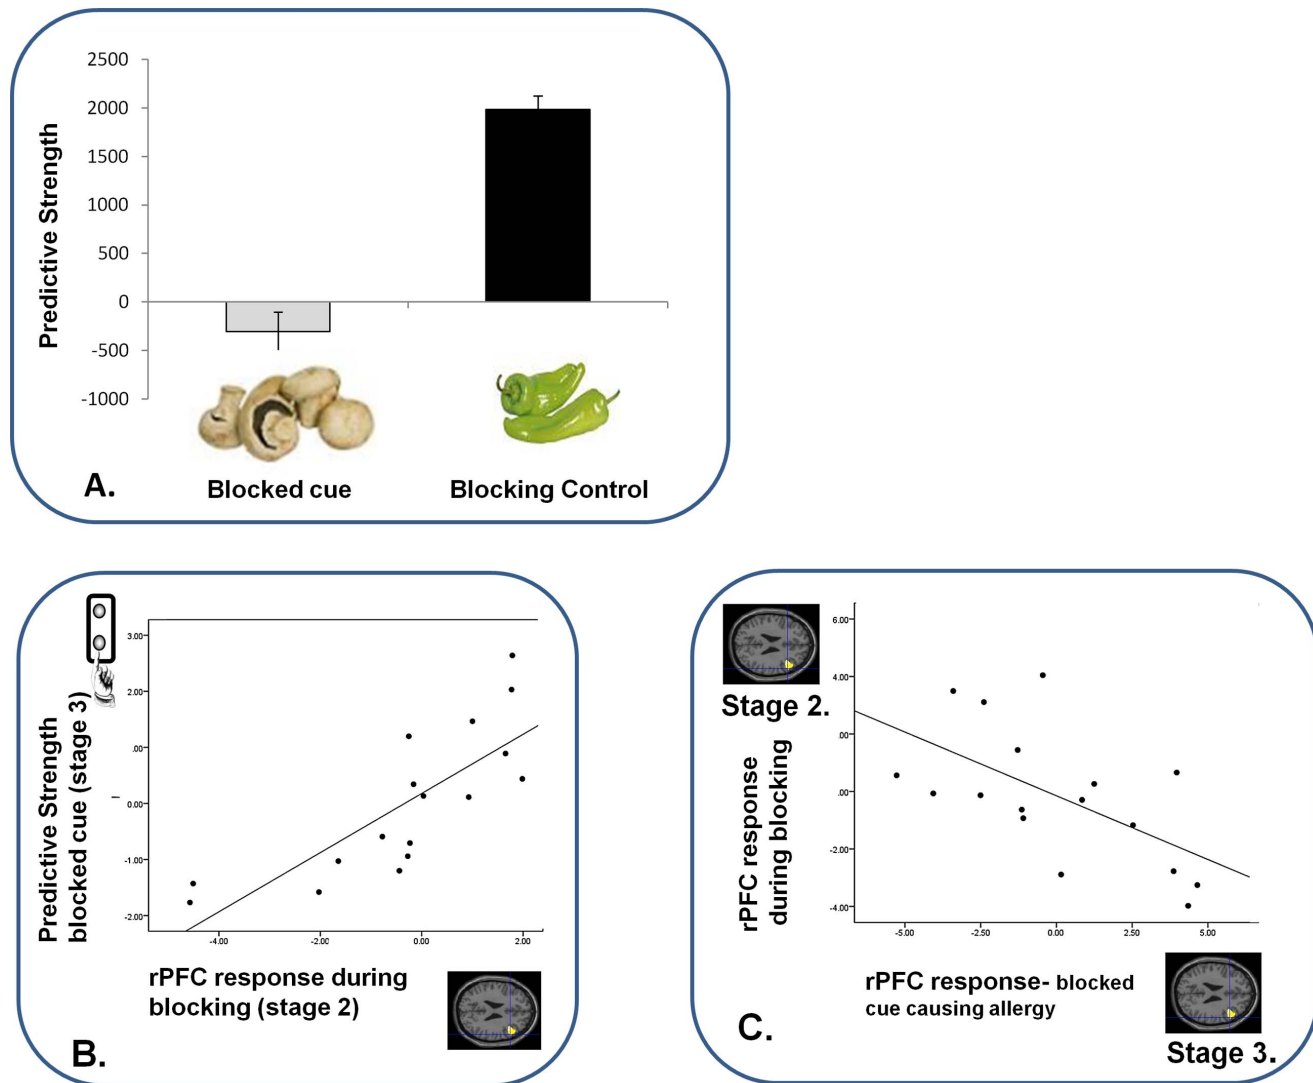 2500
2000
1500
1000
500
0
-500
-1000
Predictive Strength
A.
Blocked cue
Blocking Control
Predictive Strength
blocked cue (stage 3)
3.00
2.00
.00
0.00
-1.00
-2.00
-4.00
-2.00
0.00
2.00
rPFC response during
blocking (stage 2)
B.
Stage 2.
rPFC response
during blocking
6.00
4.00
.00
.00
-2.00
-4.00
-5.00
-2.50
0.00
2.50
5.00
rPFC response- blocked
cue causing allergy
C.
Stage 3.